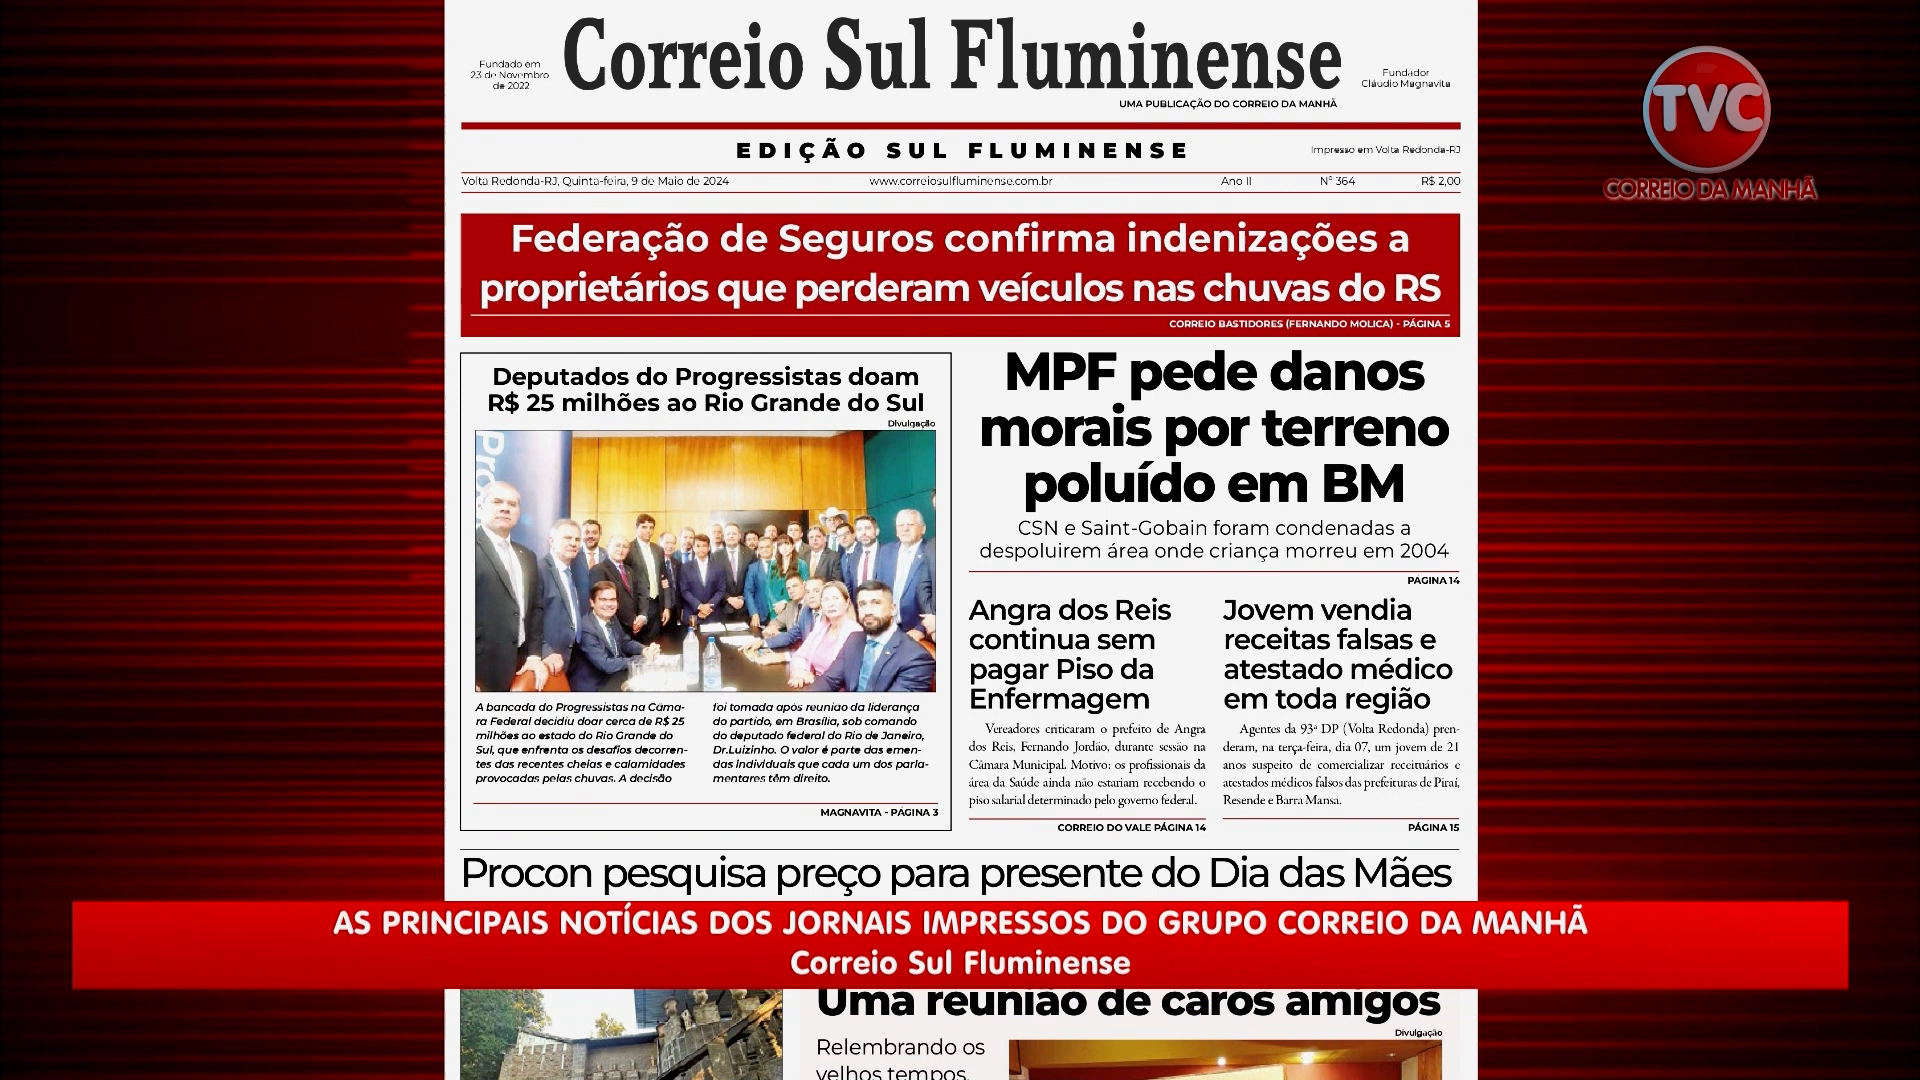 Correio Sul Fluminense
Fundado em
23 de Novembro
de 2022
Fundador
Cláudio Magnavita
UMA PUBLICAÇÃO DO CORREIO DA MANHÃ
EDIÇÃO SUL FLUMINENSE
Impresso em Volta Redonda-RJ
Volta Redonda-RJ, Quinta-feira, 9 de Maio de 2024
www.correiosulfluminense.com.br
Ano II
Nº 364
R$ 2,00
TVC
CORREIO DA MANHÃ
Federação de Seguros confirma indenizações a
proprietários que perderam veículos nas chuvas do RS
CORREIO BASTIDORES (FERNANDO MOLICA) - PÁGINA 5
Deputados do Progressistas doam
R$ 25 milhões ao Rio Grande do Sul
Divulgação
A bancada do Progressistas na Câma-
ra Federal decidiu doar cerca de R$ 25
milhões ao estado do Rio Grande do
Sul, que enfrenta os desafios decorren-
tes das recentes cheias e calamidades
provocadas pelas chuvas. A decisão
foi tomada após reunião da liderança
do partido, em Brasília, sob comando
do deputado federal do Rio de Janeiro,
Dr.Luizinho. O valor é parte das emen-
das individuais que cada um dos parla-
mentares têm direito.
MAGNAVITA - PÁGINA 3
MPF pede danos
morais por terreno
poluído em BM
CSN e Saint-Gobain foram condenadas a
despoluirem área onde criança morreu em 2004
PÁGINA 14
Angra dos Reis
continua sem
pagar Piso da
Enfermagem
Vereadores criticaram o prefeito de Angra
dos Reis, Fernando Jordão, durante sessão na
Câmara Municipal. Motivo: os profissionais da
área da Saúde ainda não estariam recebendo o
piso salarial determinado pelo governo federal.
CORREIO DO VALE PÁGINA 14
Jovem vendia
receitas falsas e
atestado médico
em toda região
Agentes da 93ª DP (Volta Redonda) pren-
deram, na terça-feira, dia 07, um jovem de 21
anos suspeito de comercializar receituários e
atestados médicos falsos das prefeituras de Piraí,
Resende e Barra Mansa.
PÁGINA 15
Procon pesquisa preço para presente do Dia das Mães
AS PRINCIPAIS NOTÍCIAS DOS JORNAIS IMPRESSOS DO GRUPO CORREIO DA MANHÃ
Correio Sul Fluminense
Uma reunião de caros amigos
Divulgação
Relembrando os
velhos tempos,